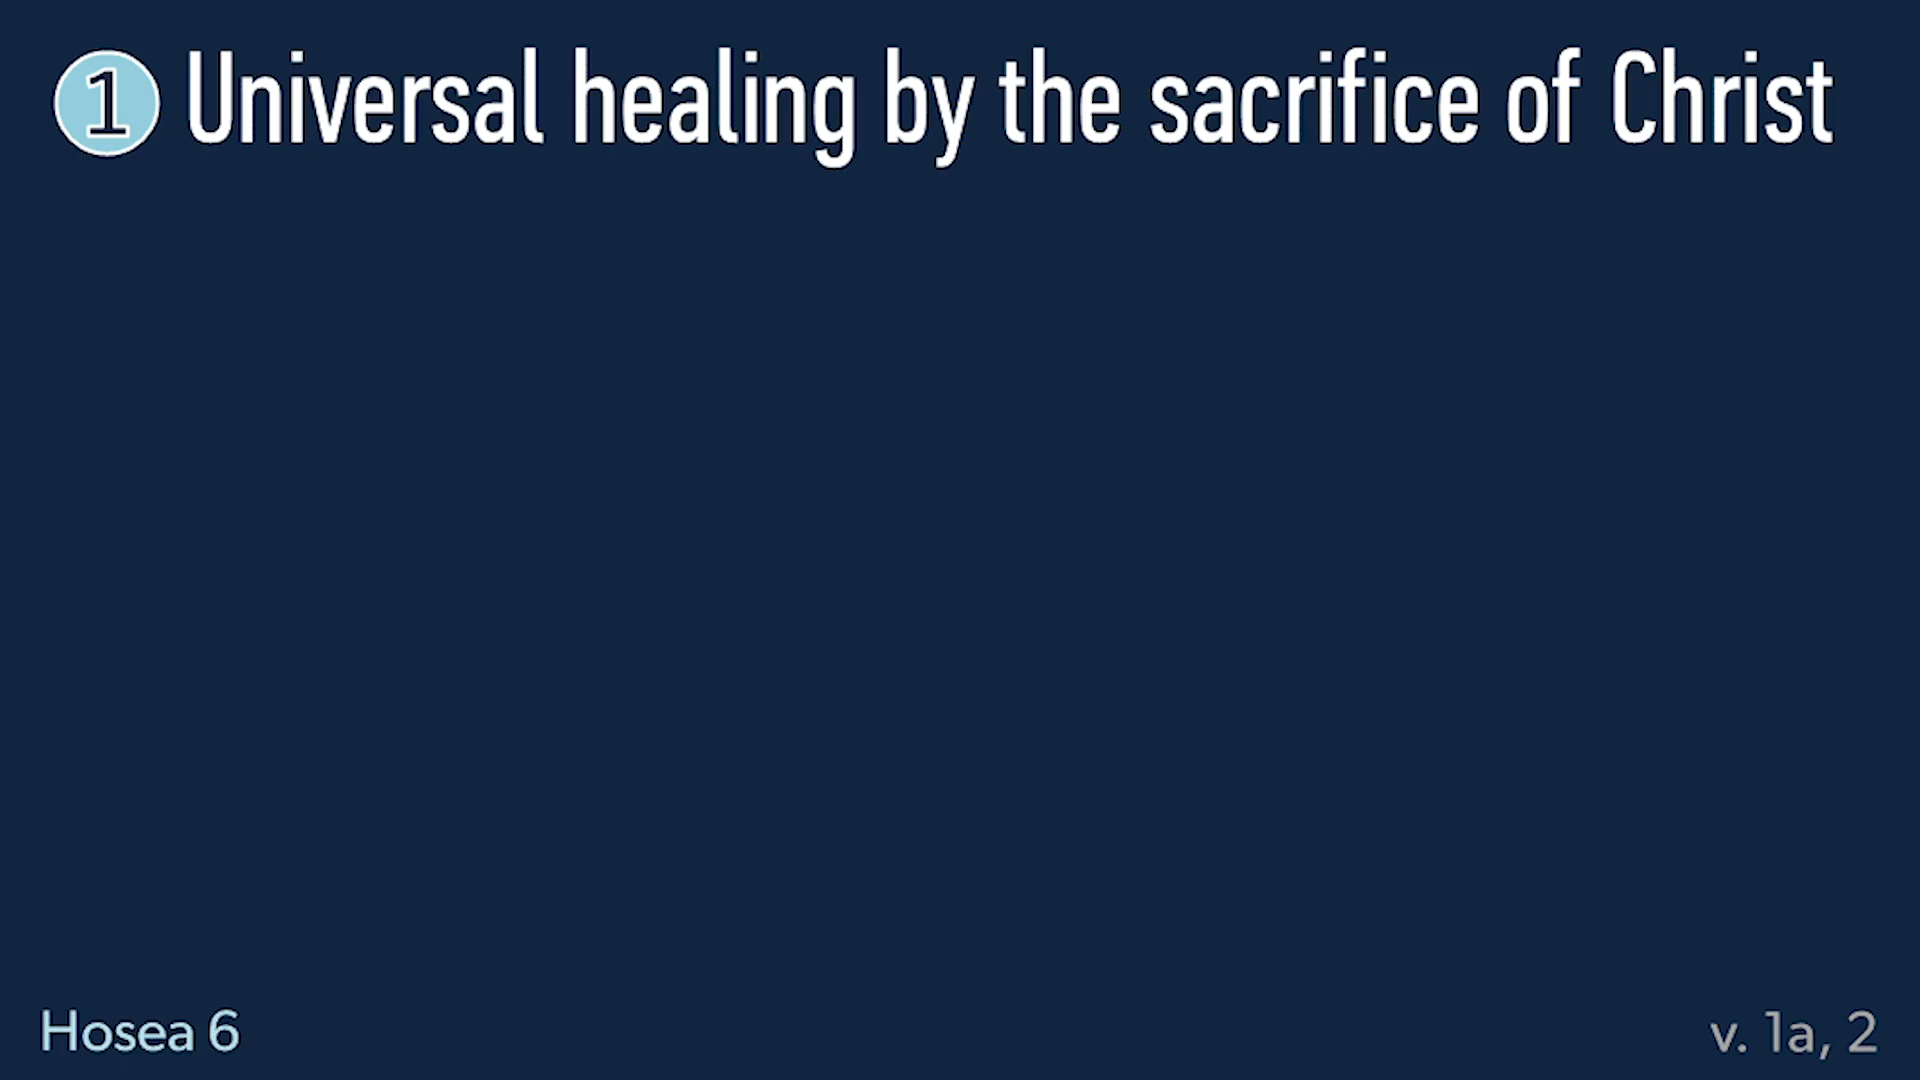 1 Universal healing by the sacrifice of Christ
Hosea 6
v. 1a, 2